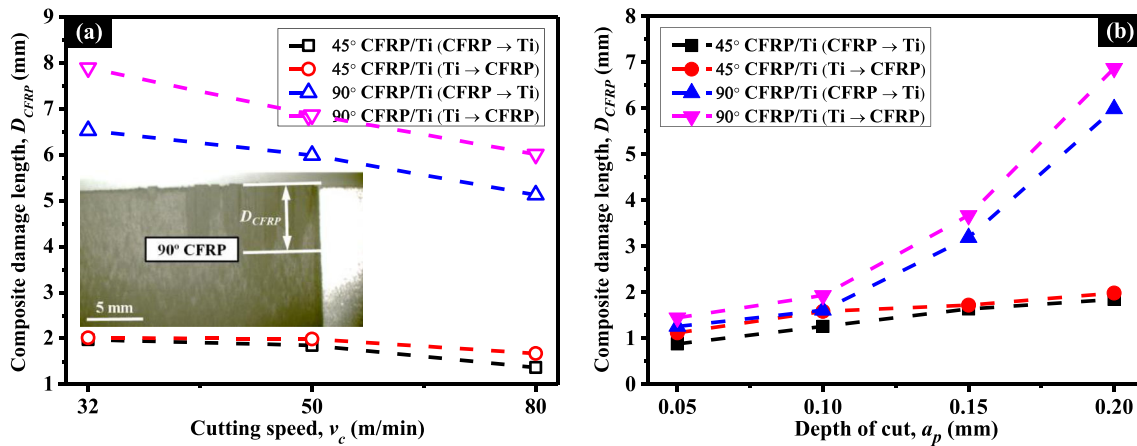 (a)
9
8
7
6
5
4
3
2
1
Composite damage length, D_CFRP (mm)
45° CFRP/Ti (CFRP → Ti)
45° CFRP/Ti (Ti → CFRP)
90° CFRP/Ti (CFRP → Ti)
90° CFRP/Ti (Ti → CFRP)
D_CFRP
90° CFRP
5 mm
32
50
80
Cutting speed, v_c (m/min)
(b)
8
7
6
5
4
3
2
1
0
Composite damage length, D_CFRP (mm)
45° CFRP/Ti (CFRP → Ti)
45° CFRP/Ti (Ti → CFRP)
90° CFRP/Ti (CFRP → Ti)
90° CFRP/Ti (Ti → CFRP)
0.05
0.10
0.15
0.20
Depth of cut, a_p (mm)